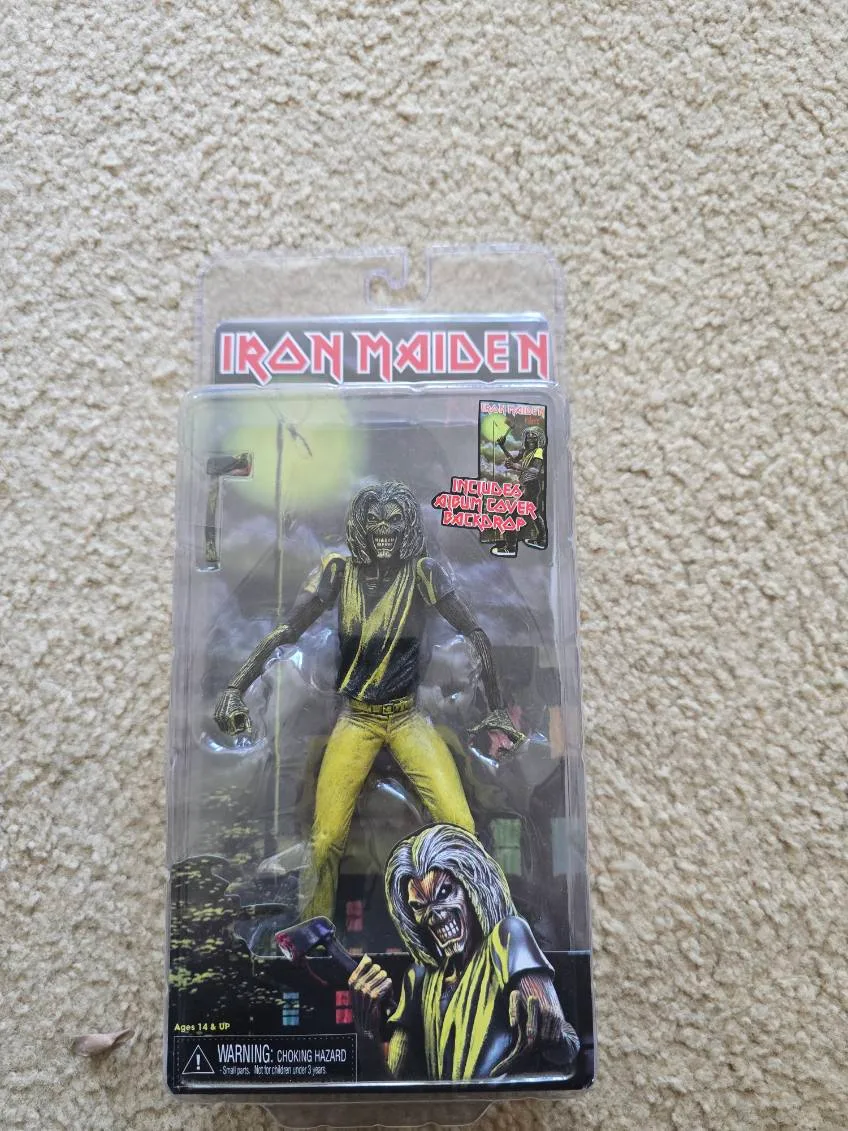 IRON MAIDEN
IRON MAIDEN
INCLUDES
ALBUM COVER
BACKDROP
Ages 14 & UP
WARNING: CHOKING HAZARD
- Small parts. Not for children under 3 years.